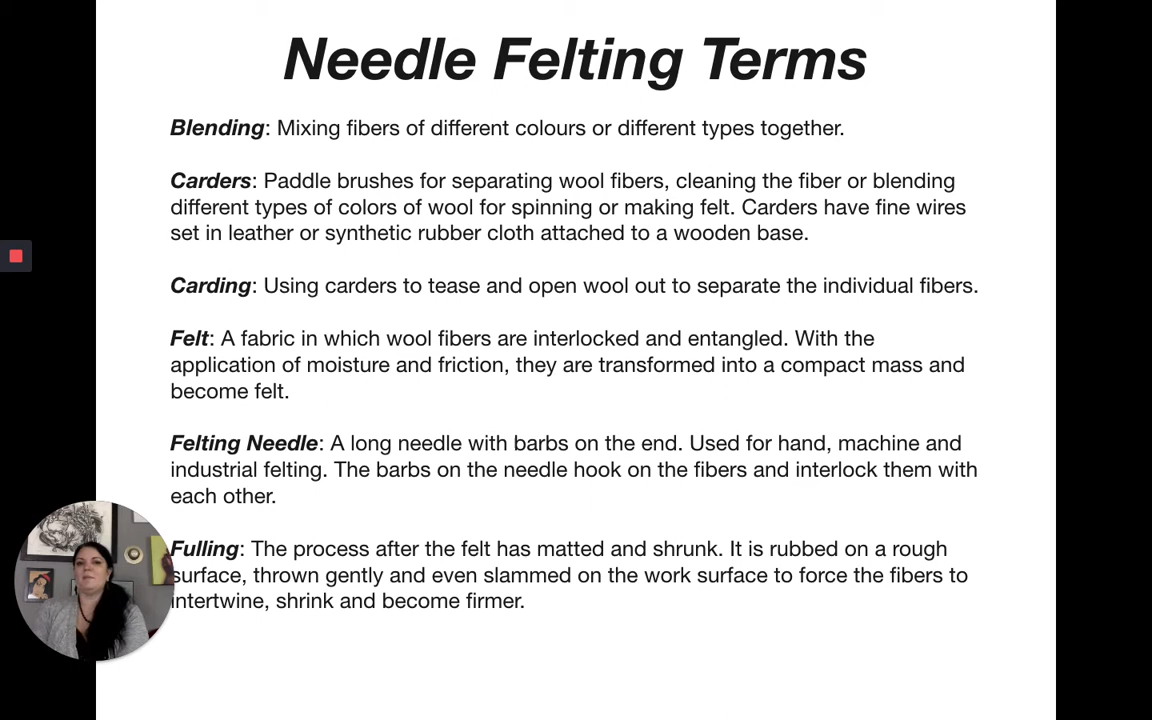 Needle Felting Terms
Blending: Mixing fibers of different colours or different types together.
Carders: Paddle brushes for separating wool fibers, cleaning the fiber or blending
different types of colors of wool for spinning or making felt. Carders have fine wires
set in leather or synthetic rubber cloth attached to a wooden base.
Carding: Using carders to tease and open wool out to separate the individual fibers.
Felt: A fabric in which wool fibers are interlocked and entangled. With the
application of moisture and friction, they are transformed into a compact mass and
become felt.
Felting Needle: A long needle with barbs on the end. Used for hand, machine and
industrial felting. The barbs on the needle hook on the fibers and interlock them with
each other.
Fulling: The process after the felt has matted and shrunk. It is rubbed on a rough
surface, thrown gently and even slammed on the work surface to force the fibers to
intertwine, shrink and become firmer.